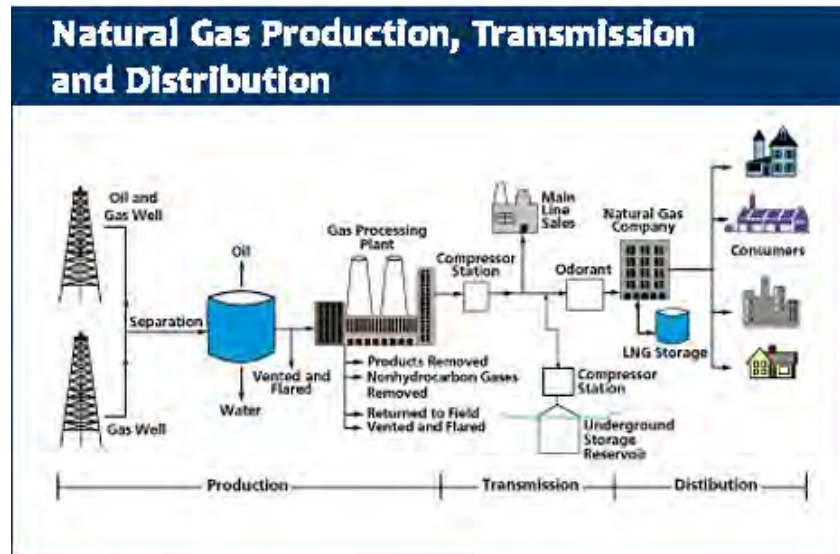 Natural Gas Production, Transmission
and Distribution
Oil and
Gas Well
Gas Well
Separation
Oil
Water
Vented and
Flared
Gas Processing
Plant
Products Removed
Nonhydrocarbon Gases
Removed
Returned to Field
Vented and Flared
Compressor
Station
Main
Line
Sales
Compressor
Station
Underground
Storage
Reservoir
Odorant
Natural Gas
Company
LNG Storage
Consumers
Production
Transmission
Distibution